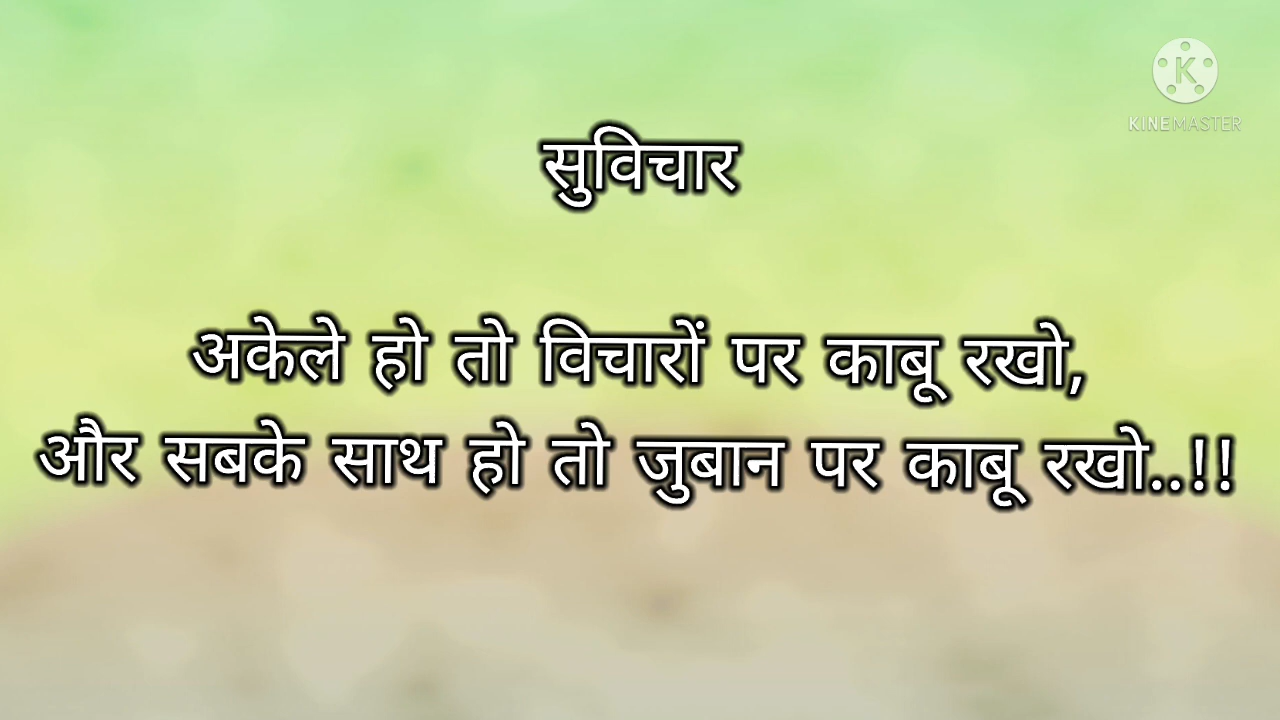 KINEMASTER
सुविचार
अकेले हो तो विचारों पर काबू रखो,
और सबके साथ हो तो जुबान पर काबू रखो..!!